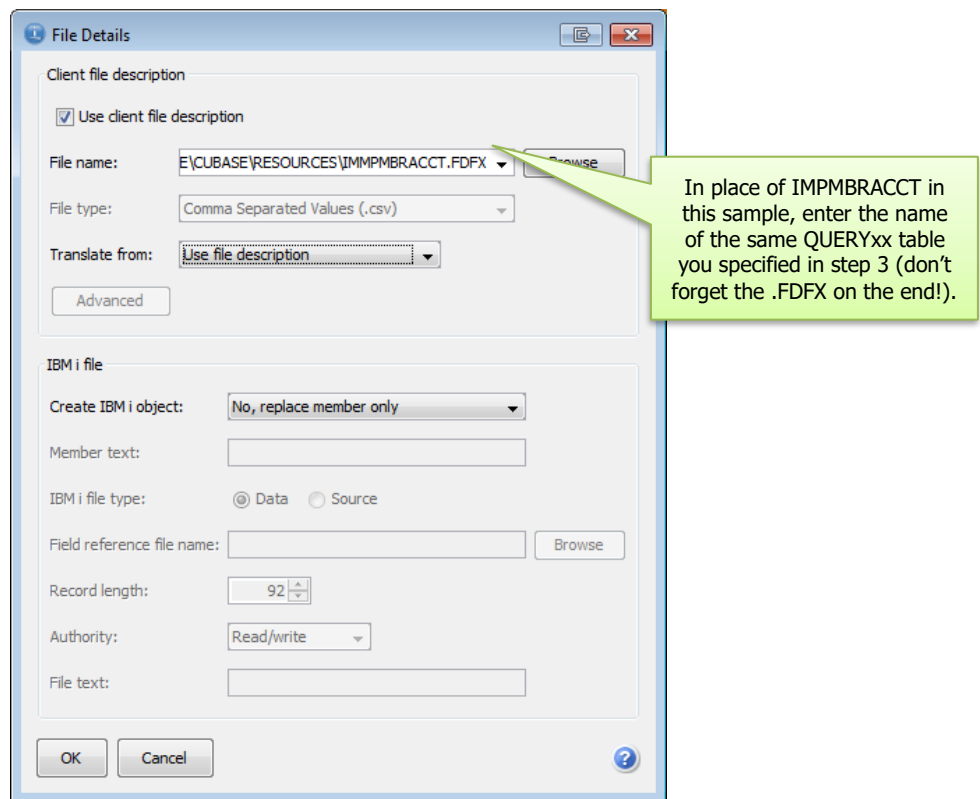 File Details
Client file description
Use client file description
File name: E\CUBASE\RESOURCES\IMMPMBRACCT.FDFX Browse
File type: Comma Separated Values (.csv)
Translate from: Use file description
Advanced
In place of IMPMBRACCT in
this sample, enter the name
of the same QUERYxx table
you specified in step 3 (don’t
forget the .FDFX on the end!).
IBM i file
Create IBM i object: No, replace member only
Member text:
IBM i file type: Data Source
Field reference file name: Browse
Record length: 92
Authority: Read/write
File text:
OK Cancel ?